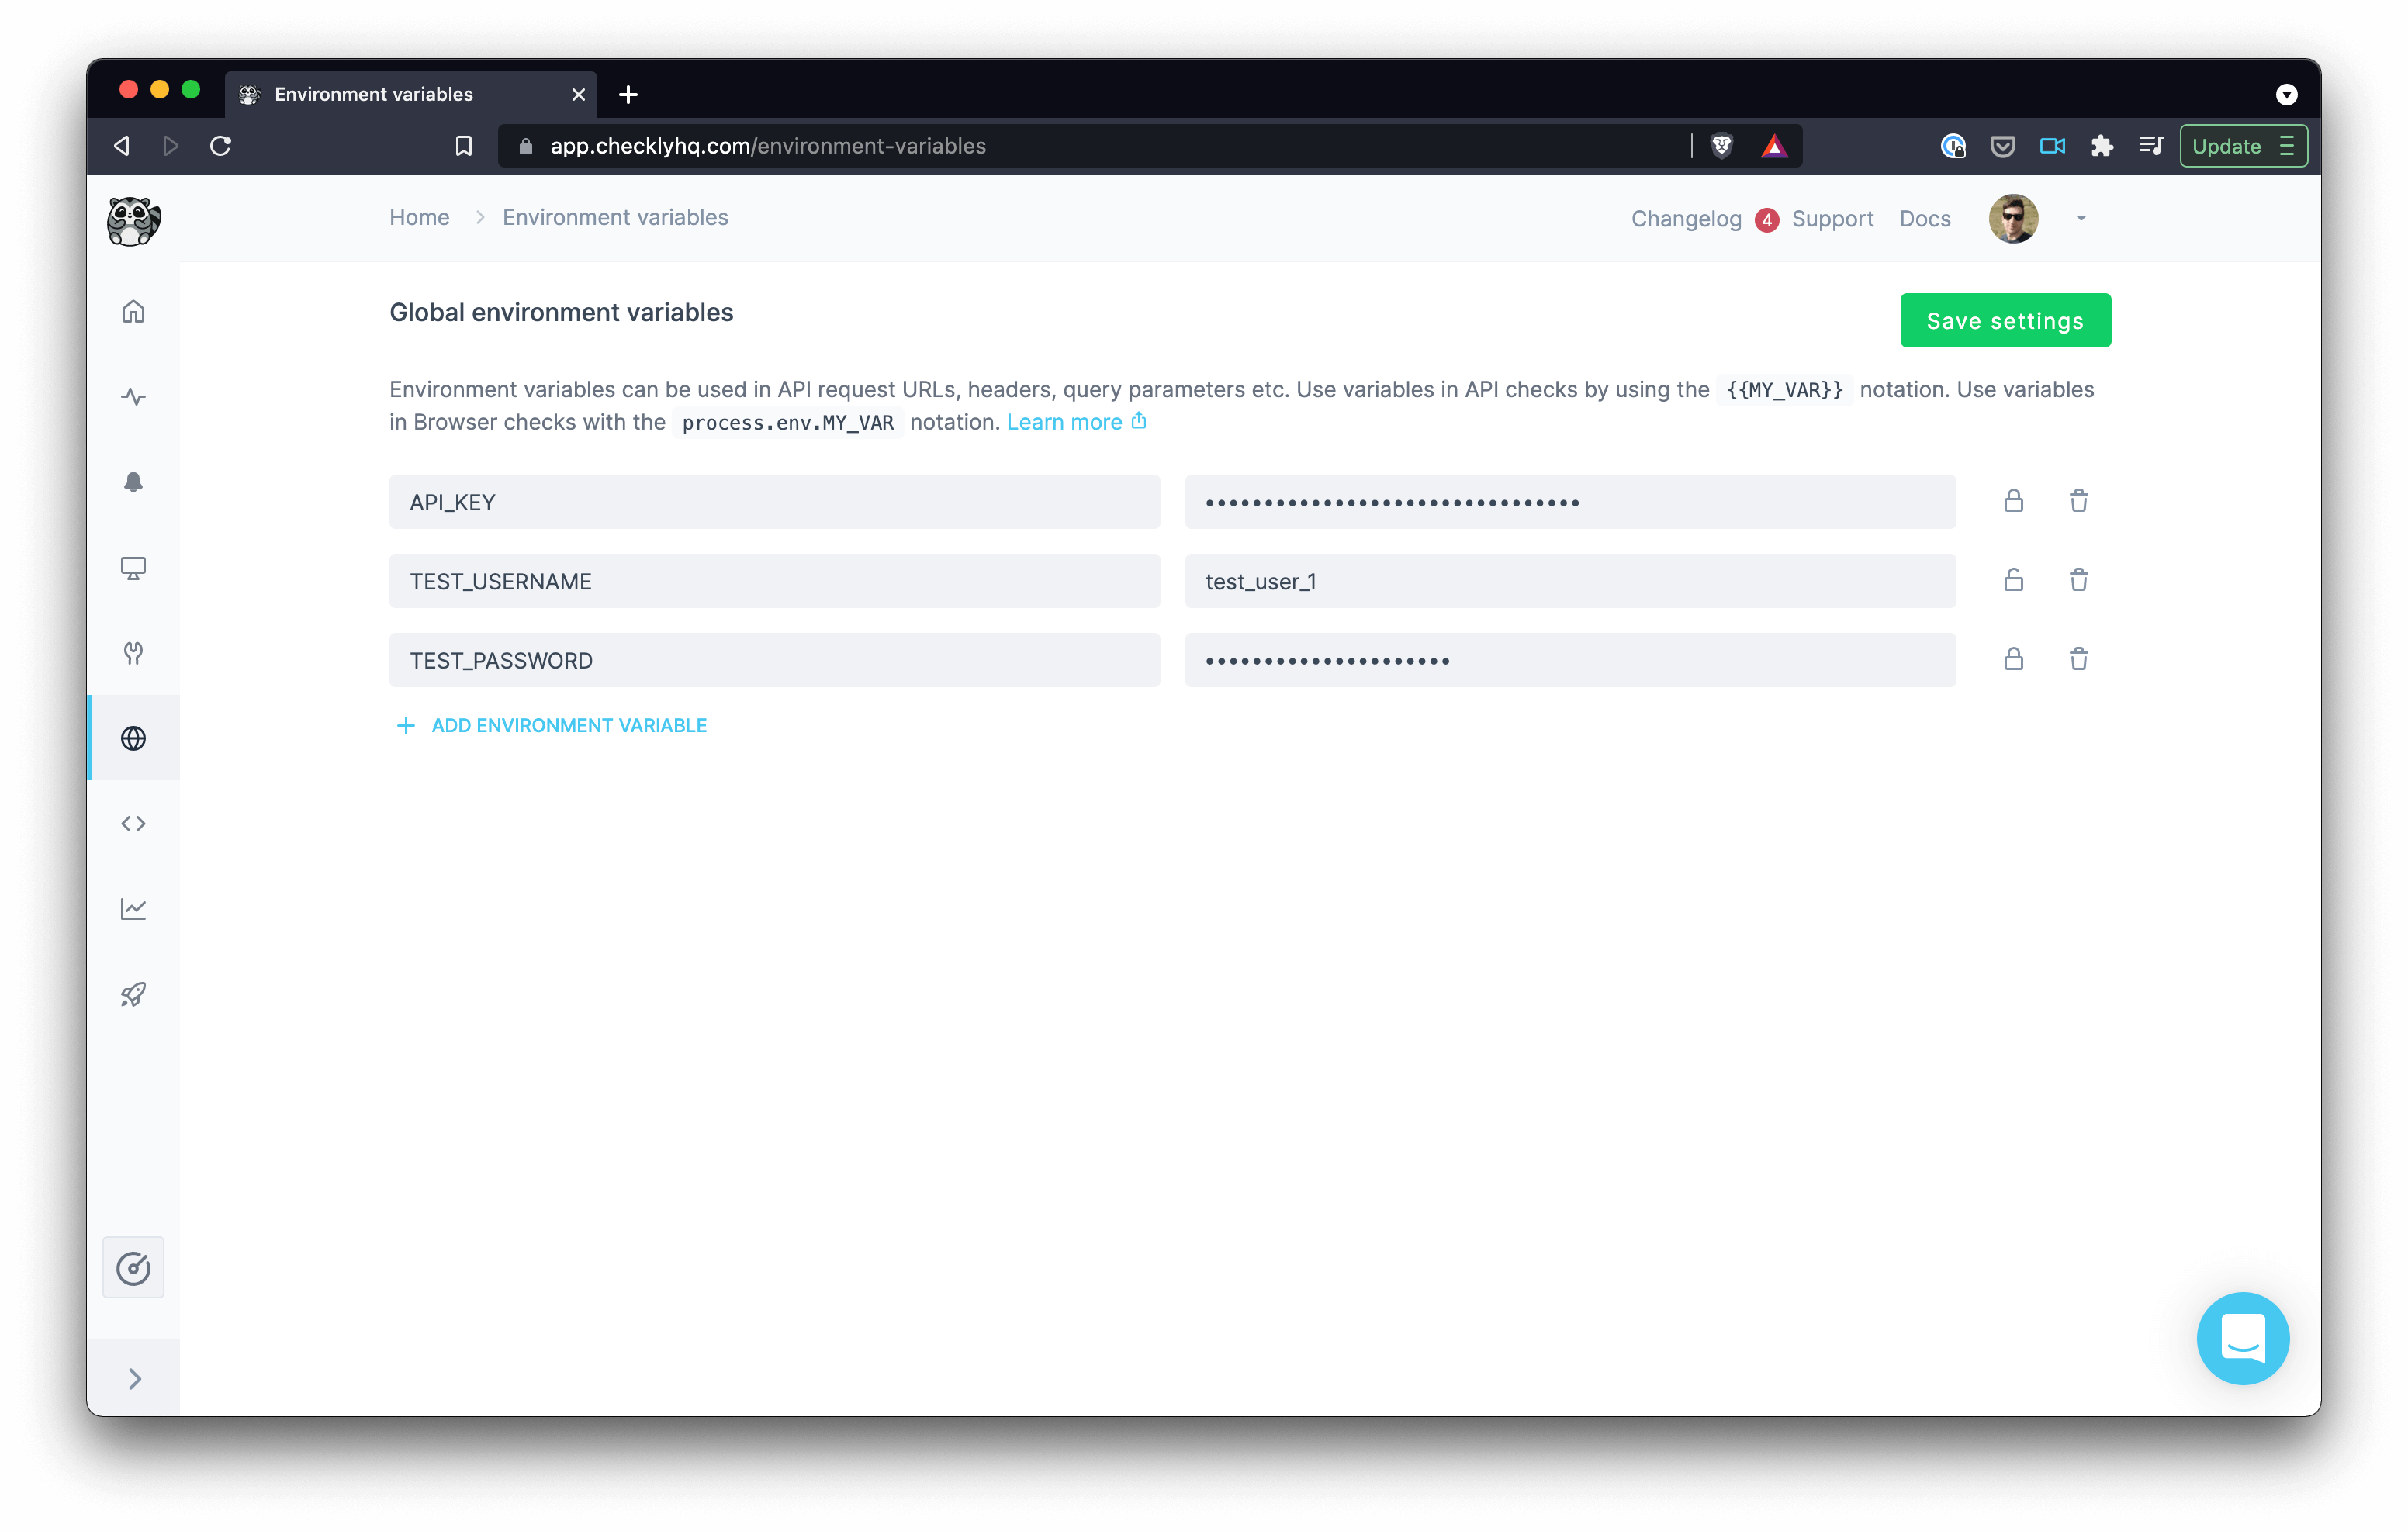 Environment variables
app.checklyhq.com/environment-variables
Update
Home
Environment variables
Changelog 4 Support Docs
Global environment variables
Save settings
Environment variables can be used in API request URLs, headers, query parameters etc. Use variables in API checks by using the {{MY_VAR}} notation. Use variables
in Browser checks with the process.env.MY_VAR notation. Learn more
API_KEY
•••••••••••••••••••••••••••••••• 
TEST_USERNAME
test_user_1
TEST_PASSWORD
•••••••••••••••••••••
ADD ENVIRONMENT VARIABLE